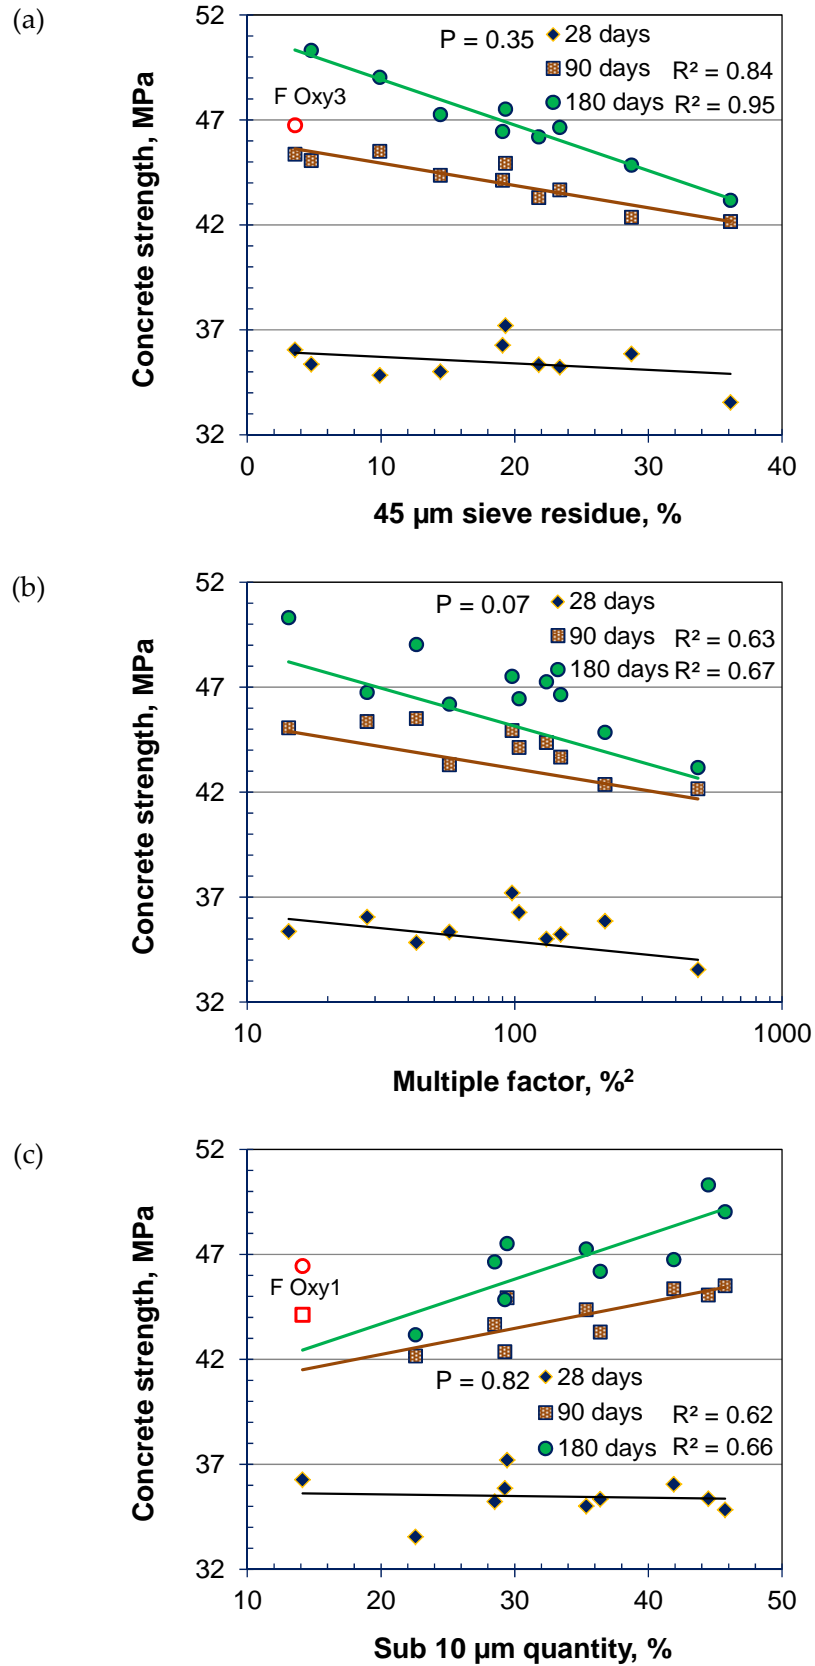 (a)
Concrete strength, MPa
52
47
42
37
32
P = 0.35
28 days
90 days R² = 0.84
180 days R² = 0.95
F Oxy3
0 10 20 30 40
45 µm sieve residue, %
(b)
Concrete strength, MPa
52
47
42
37
32
P = 0.07
28 days
90 days R² = 0.63
180 days R² = 0.67
10 100 1000
Multiple factor, %²
(c)
Concrete strength, MPa
52
47
42
37
32
F Oxy1
P = 0.82
28 days
90 days R² = 0.62
180 days R² = 0.66
10 20 30 40 50
Sub 10 µm quantity, %